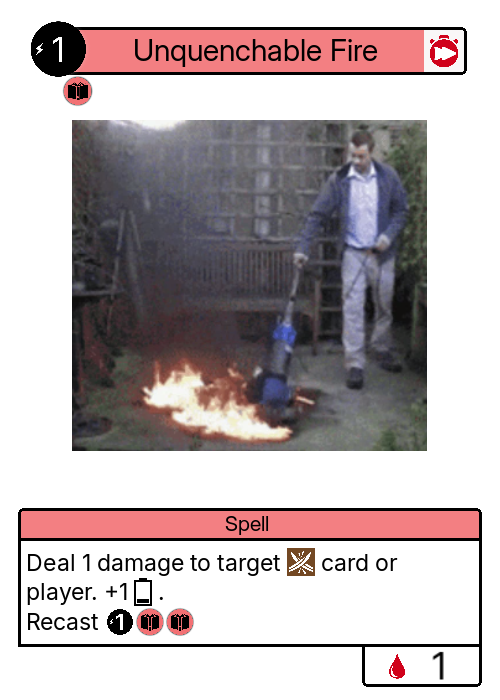 1
Unquenchable Fire
Spell
Deal 1 damage to target card or
player. +1 .
Recast 1
1